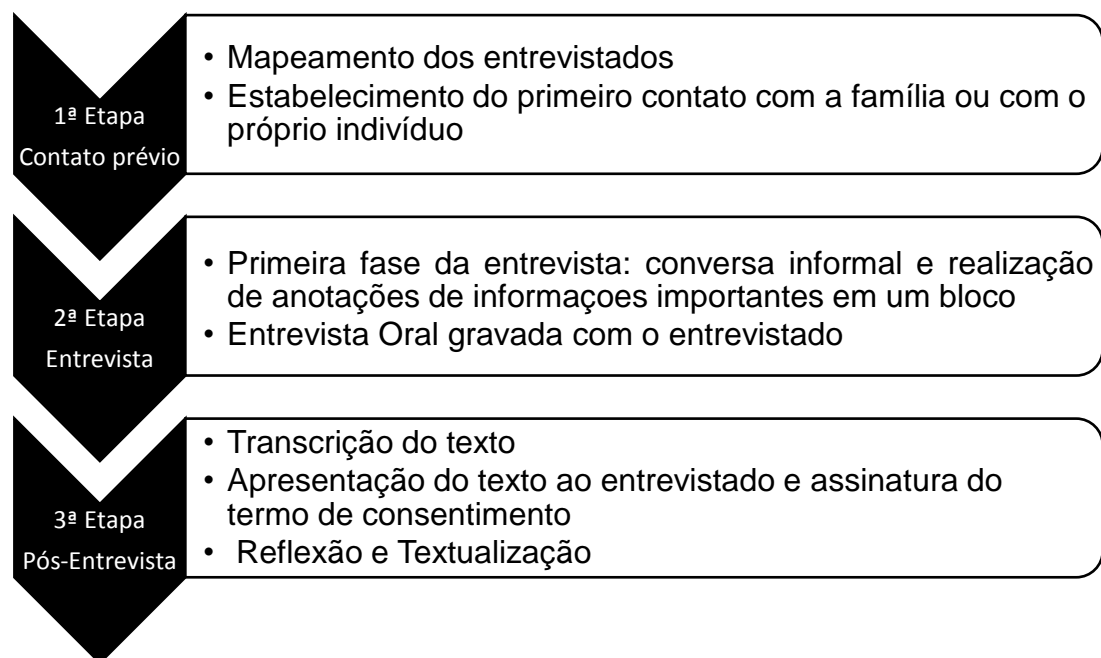 1ª Etapa
Contato prévio
• Mapeamento dos entrevistados
• Estabelecimento do primeiro contato com a família ou com o
próprio indivíduo
2ª Etapa
Entrevista
• Primeira fase da entrevista: conversa informal e realização
de anotações de informaçoes importantes em um bloco
• Entrevista Oral gravada com o entrevistado
3ª Etapa
Pós-Entrevista
• Transcrição do texto
• Apresentação do texto ao entrevistado e assinatura do
termo de consentimento
• Reflexão e Textualização